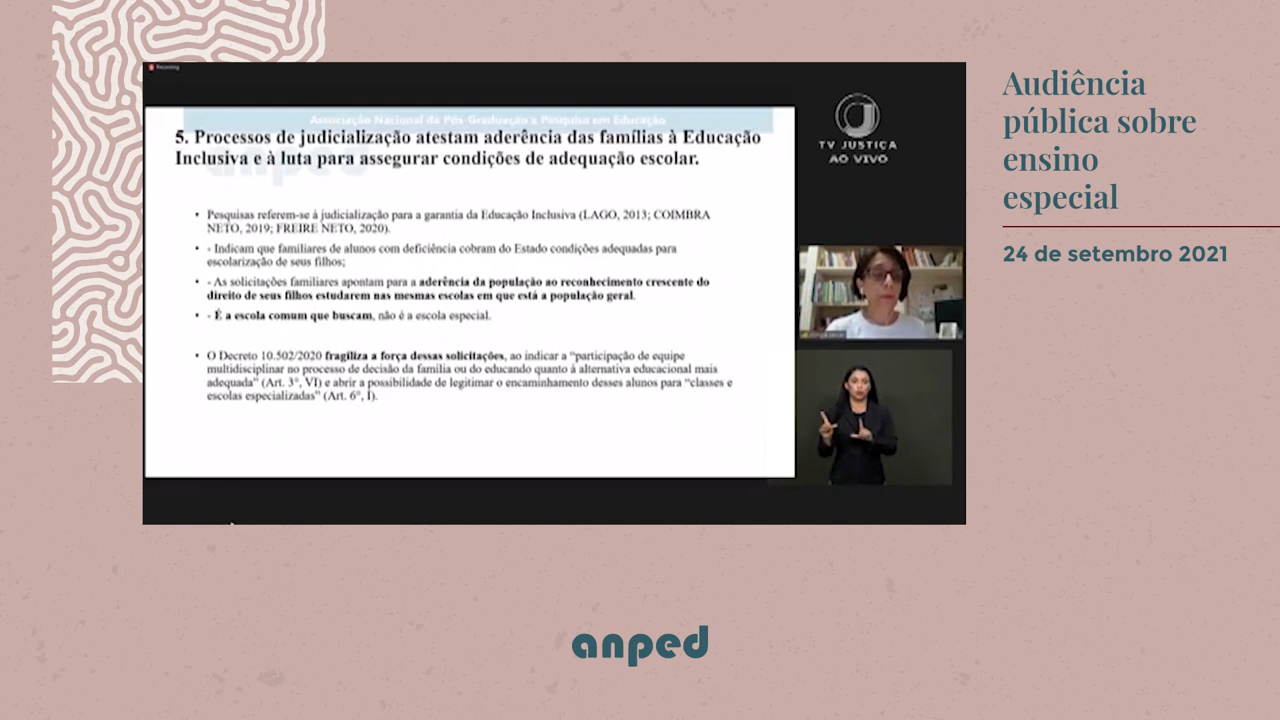 Recording
Associação Nacional de Pós-Graduação e Pesquisa em Educação
5. Processos de judicialização atestam aderência das famílias à Educação
Inclusiva e à luta para assegurar condições de adequação escolar.
anped
• Pesquisas referem-se à judicialização para a garantia da Educação Inclusiva (LAGO, 2013; COIMBRA
NETO, 2019; FREIRE NETO, 2020).
• - Indicam que familiares de alunos com deficiência cobram do Estado condições adequadas para
escolarização de seus filhos;
• - As solicitações familiares apontam para a aderência da população ao reconhecimento crescente do
direito de seus filhos estudarem nas mesmas escolas em que está a população geral.
• - É a escola comum que buscam, não é a escola especial.
• O Decreto 10.502/2020 fragiliza a força dessas solicitações, ao indicar a “participação de equipe
multidisciplinar no processo de decisão da família ou do educando quanto à alternativa educacional mais
adequada” (Art. 3°, VI) e abrir a possibilidade de legitimar o encaminhamento desses alunos para “classes e
escolas especializadas” (Art. 6°, I).
TV JUSTIÇA
AO VIVO
Audiência
pública sobre
ensino
especial
24 de setembro 2021
anped